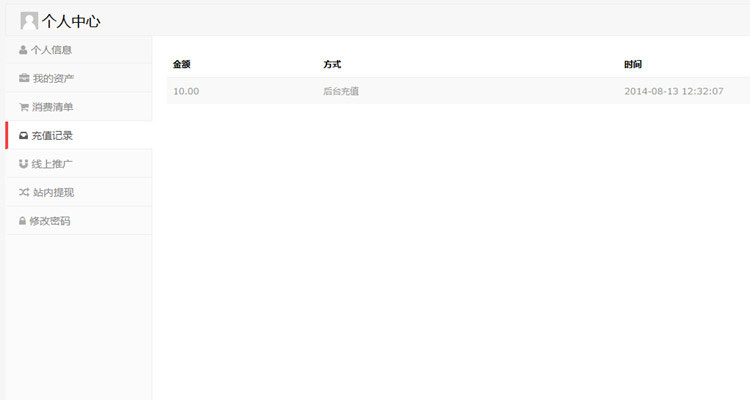 个人中心
个人信息
我的资产
消费清单
充值记录
线上推广
站内提现
修改密码
金额 方式 时间
10.00 后台充值 2014-08-13 12:32:07